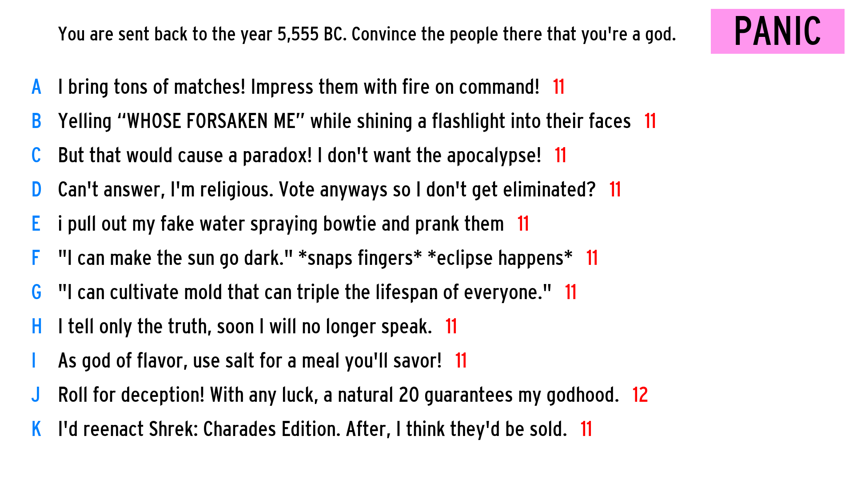 You are sent back to the year 5,555 BC. Convince the people there that you're a god.
PANIC
A I bring tons of matches! Impress them with fire on command! 11
B Yelling “WHOSE FORSAKEN ME” while shining a flashlight into their faces 11
C But that would cause a paradox! I don't want the apocalypse! 11
D Can't answer, I'm religious. Vote anyways so I don't get eliminated? 11
E i pull out my fake water spraying bowtie and prank them 11
F "I can make the sun go dark." *snaps fingers* *eclipse happens* 11
G "I can cultivate mold that can triple the lifespan of everyone." 11
H I tell only the truth, soon I will no longer speak. 11
I As god of flavor, use salt for a meal you'll savor! 11
J Roll for deception! With any luck, a natural 20 guarantees my godhood. 12
K I'd reenact Shrek: Charades Edition. After, I think they'd be sold. 11